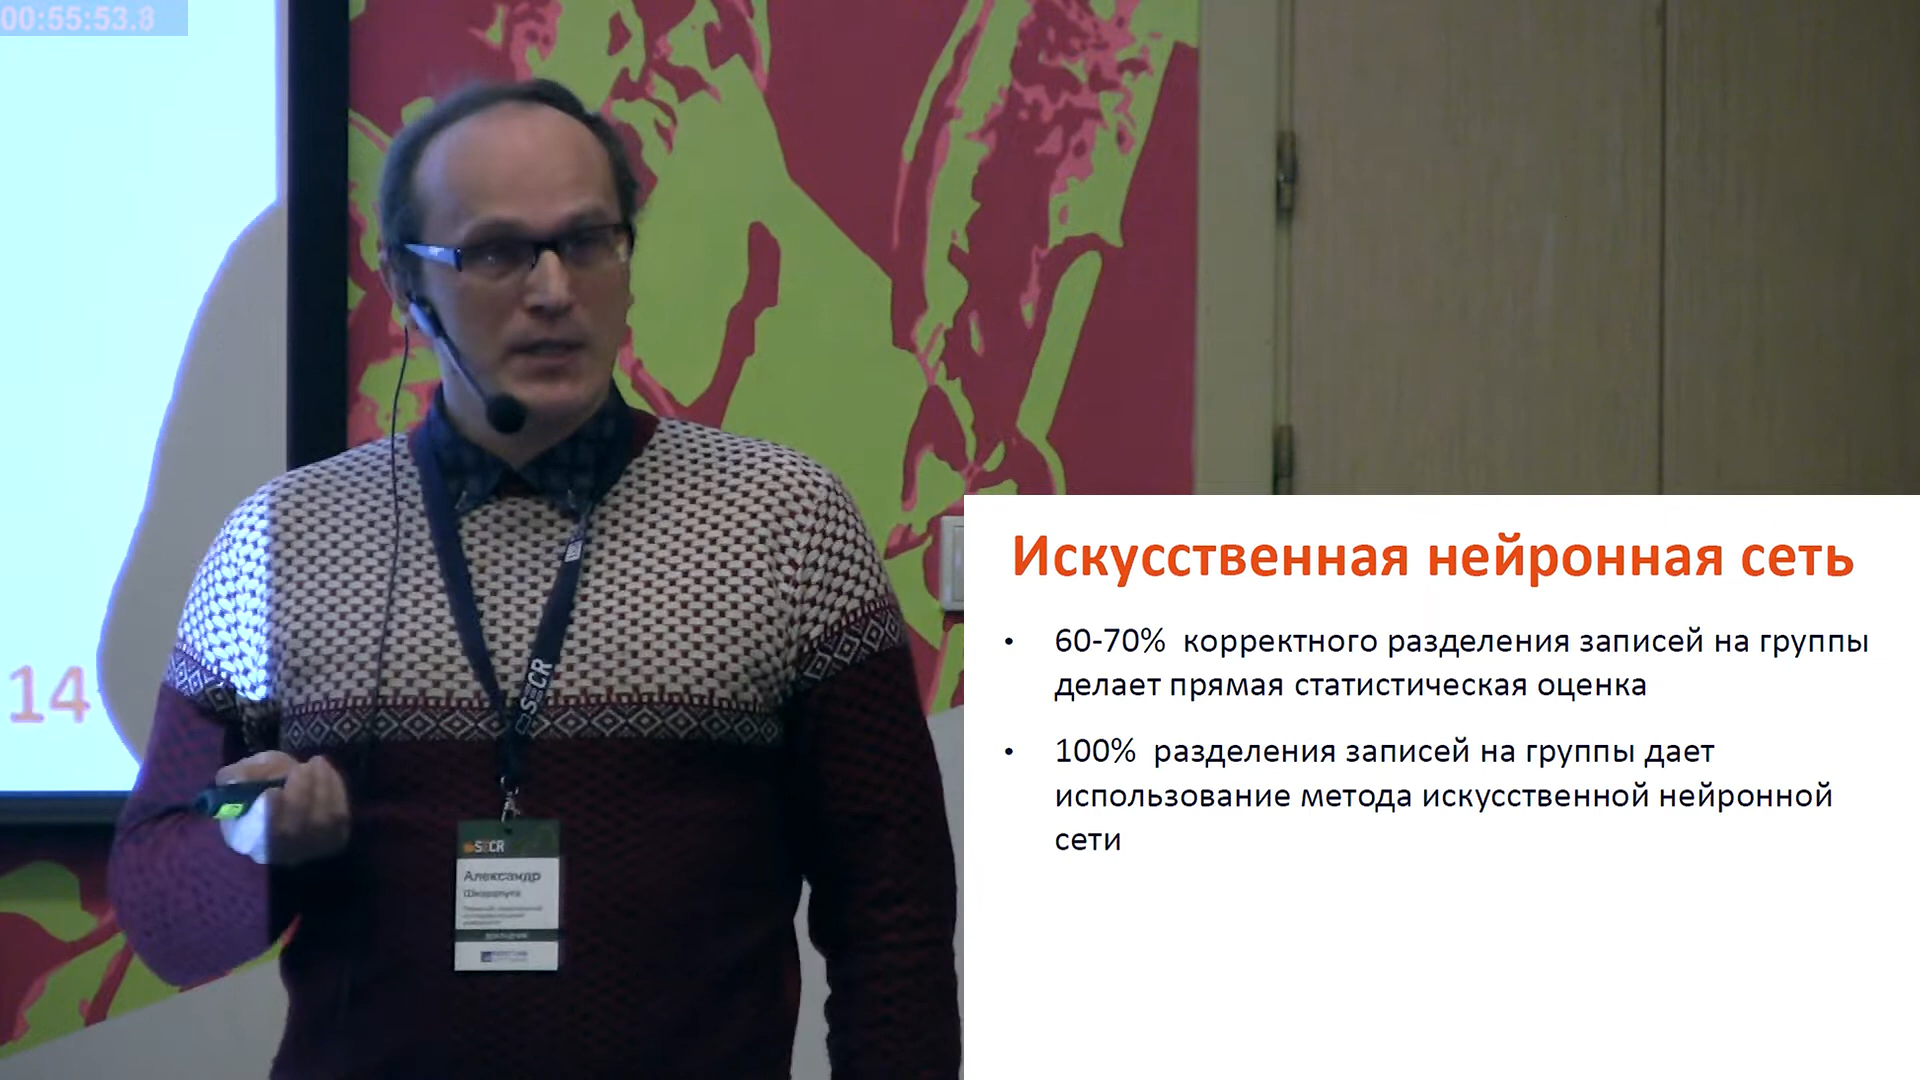 00:55:53.8
14
SECR
SECR
Александр
Искусственная нейронная сеть
• 60-70% корректного разделения записей на группы
делает прямая статистическая оценка
• 100% разделения записей на группы дает
использование метода искусственной нейронной
сети